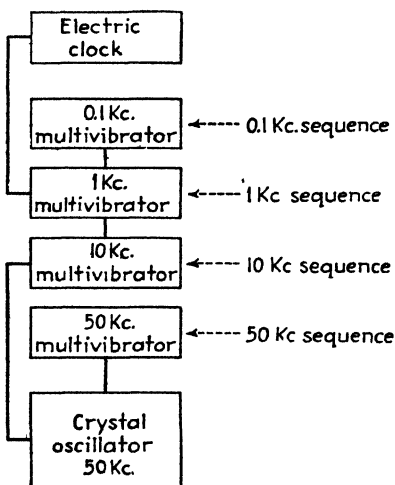 Electric
clock
0.1 Kc.
multivibrator
0.1 Kc. sequence
1 Kc.
multivibrator
1 Kc sequence
10 Kc.
multivibrator
10 Kc sequence
50 Kc.
multivibrator
50 Kc sequence
Crystal
oscillator
50 Kc.